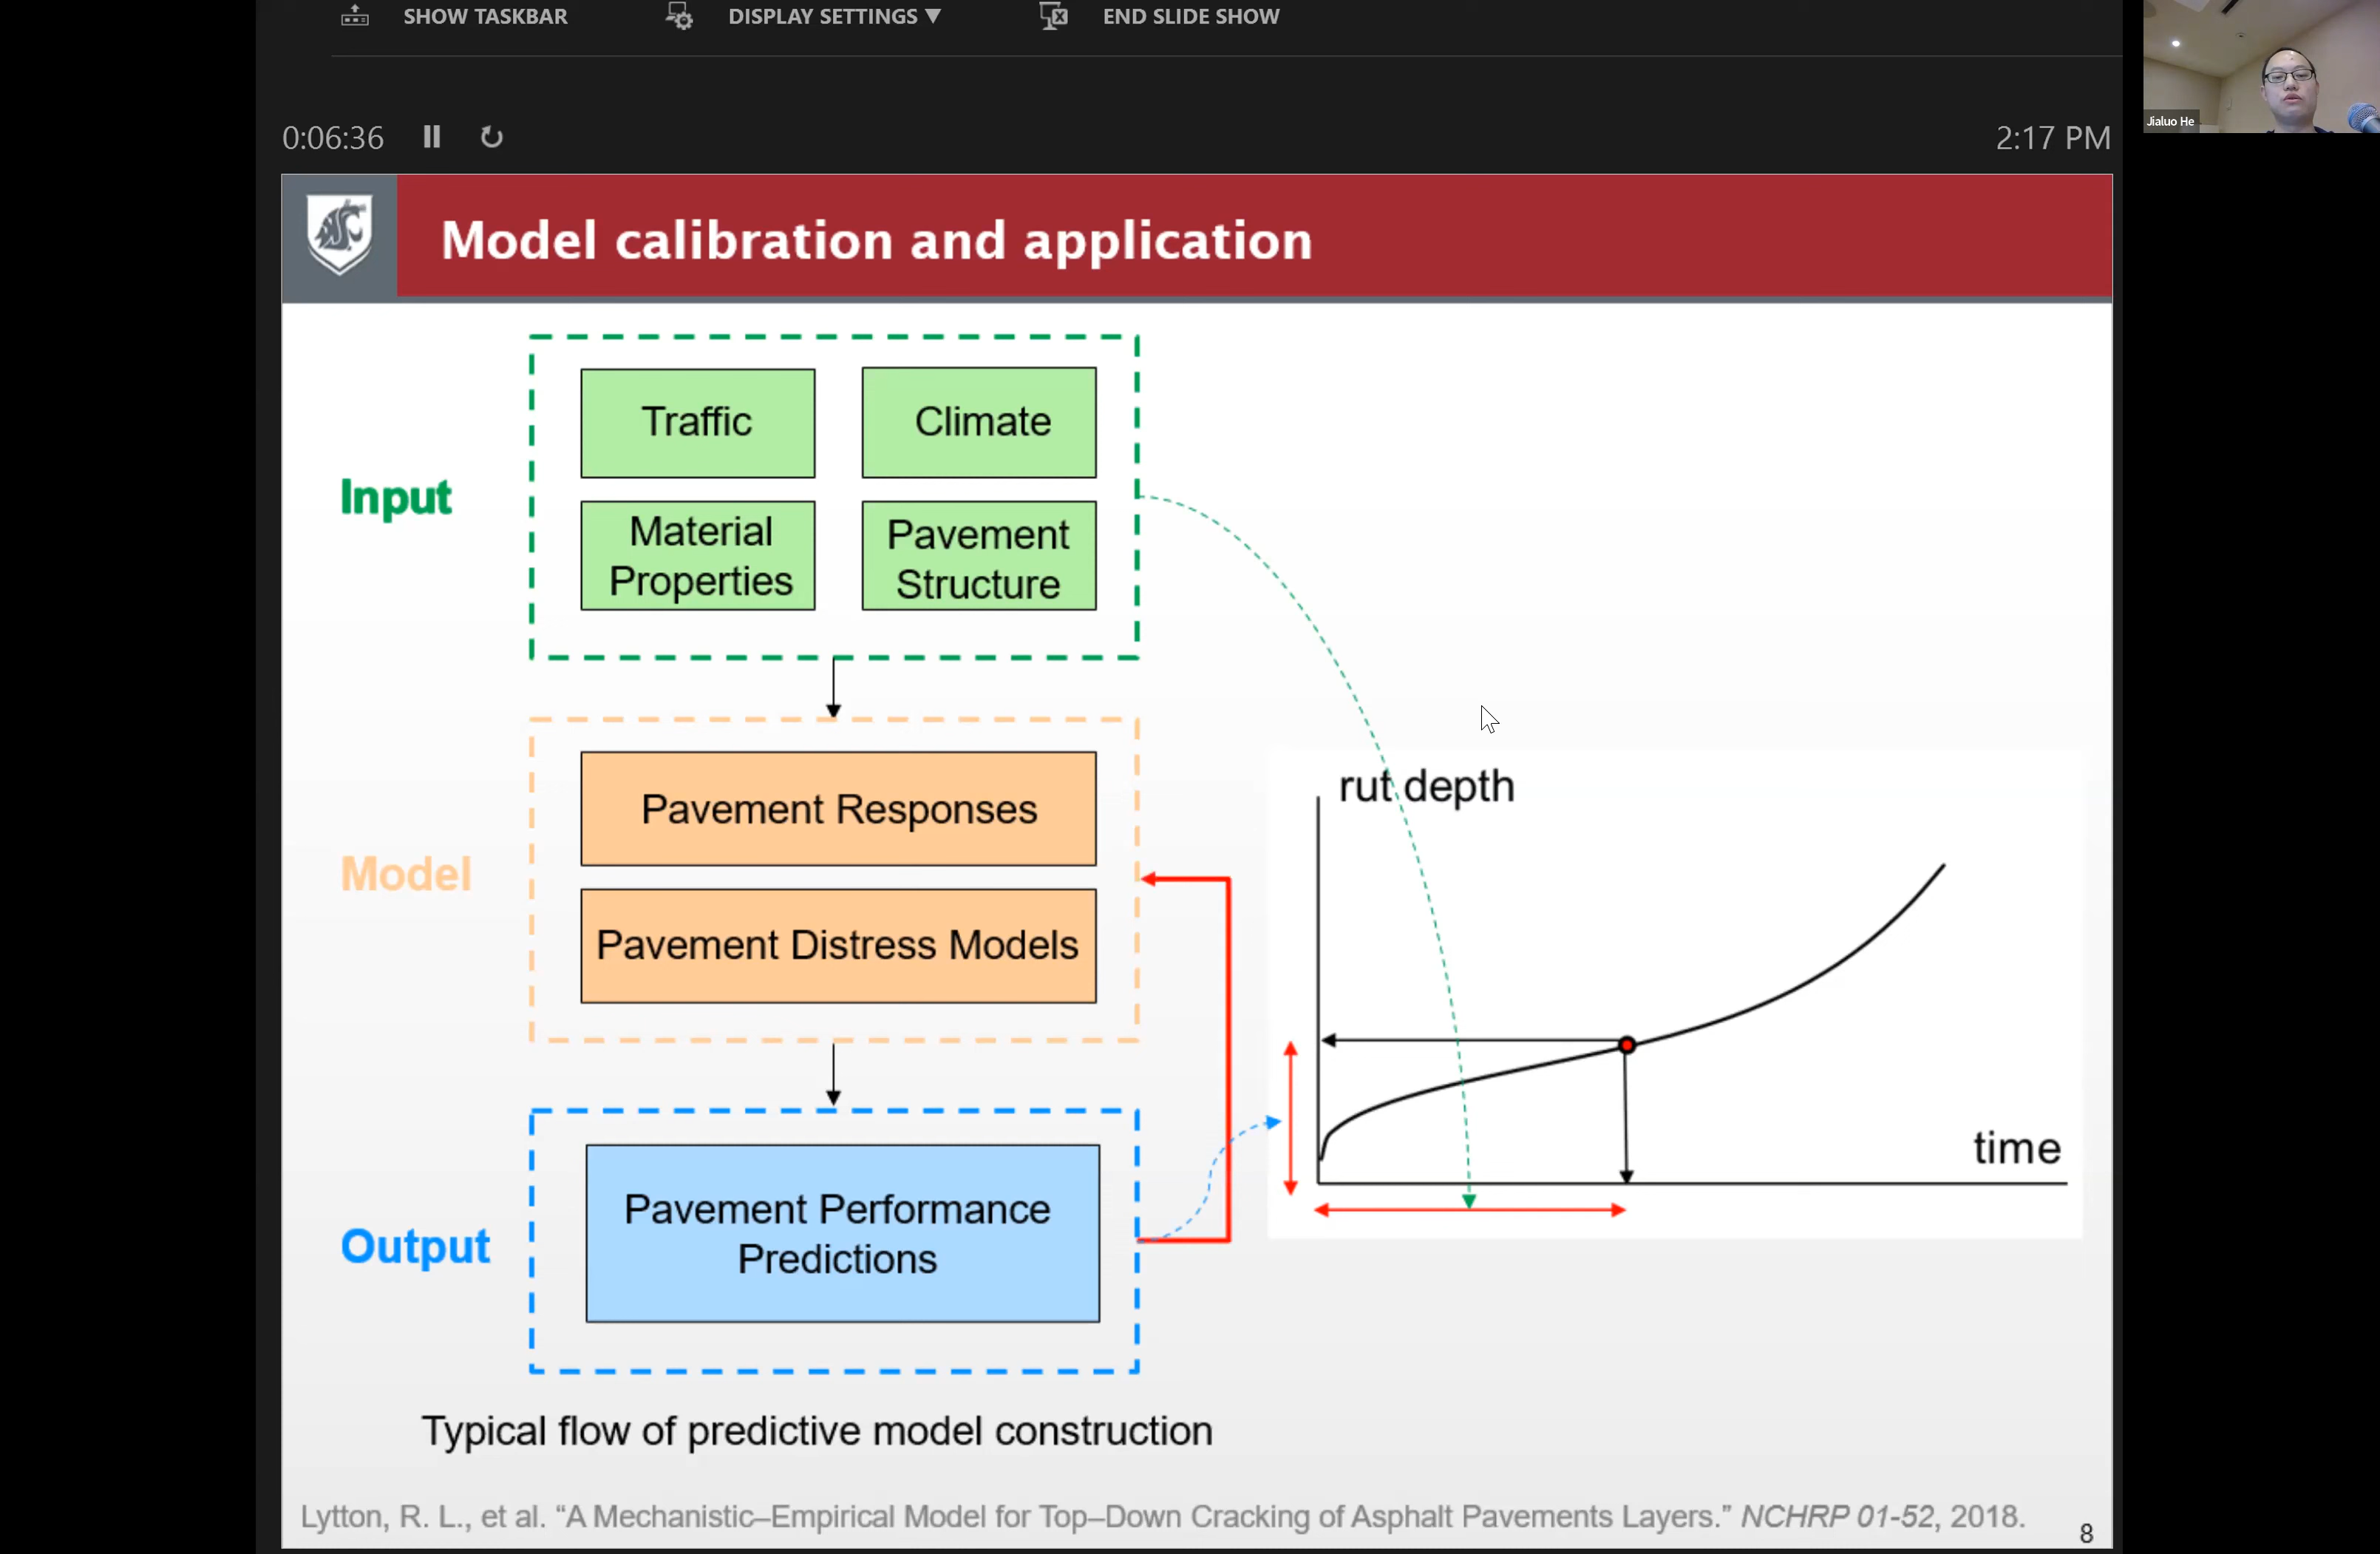 SHOW TASKBAR DISPLAY SETTINGS ▼ END SLIDE SHOW
Jialuo He
0:06:36 2:17 PM
Model calibration and application
Input
Traffic
Climate
Material
Properties
Pavement
Structure
Model
Pavement Responses
Pavement Distress Models
Output
Pavement Performance
Predictions
rut depth
time
Typical flow of predictive model construction
Lytton, R. L., et al. “A Mechanistic–Empirical Model for Top–Down Cracking of Asphalt Pavements Layers.” NCHRP 01-52, 2018.
8